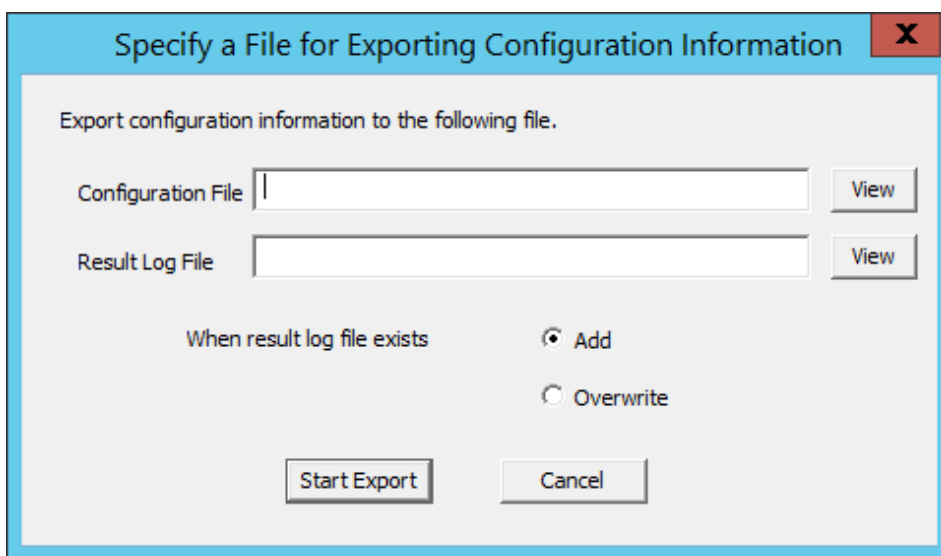 Specify a File for Exporting Configuration Information
X
Export configuration information to the following file.
Configuration File
View
Result Log File
View
When result log file exists
Add
Overwrite
Start Export
Cancel